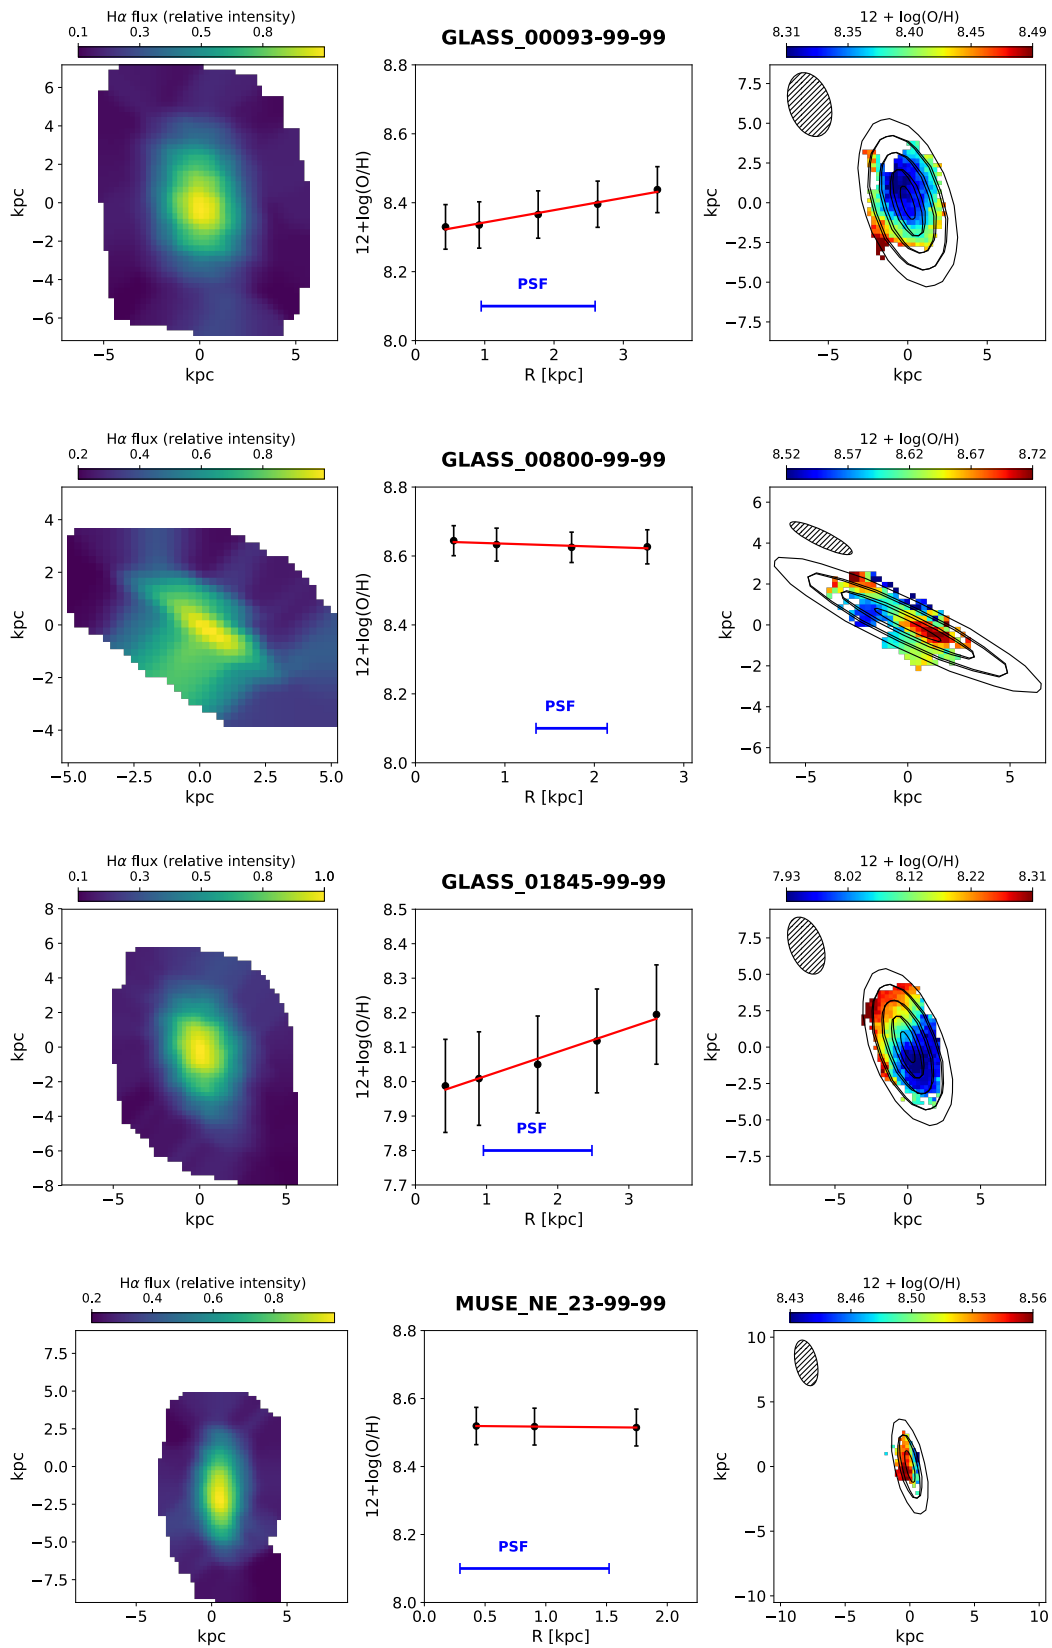 Hα flux (relative intensity)
0.1 0.3 0.5 0.8
GLASS_00093-99-99
12 + log(O/H)
8.31 8.35 8.40 8.45 8.49
6
4
2
0
−2
−4
−6
kpc
0 5
kpc
8.8
8.6
8.4
8.2
8.0
12+log(O/H)
PSF
0 1 2 3
R [kpc]
7.5
5.0
2.5
0.0
−2.5
−5.0
−7.5
kpc
−5 0 5
kpc
Hα flux (relative intensity)
0.2 0.4 0.6 0.8
GLASS_00800-99-99
12 + log(O/H)
8.52 8.57 8.62 8.67 8.72
4
2
0
−2
−4
kpc
−5.0 −2.5 0.0 2.5
kpc
8.8
8.6
8.4
8.2
8.0
12+log(O/H)
PSF
0 1 2 3
R [kpc]
6
4
2
0
−2
−4
−6
kpc
−5 0 5
kpc
Hα flux (relative intensity)
0.1 0.3 0.5 0.8 1.0
GLASS_01845-99-99
12 + log(O/H)
7.93 8.02 8.12 8.22 8.31
8
6
4
2
0
−2
−4
−6
−8
kpc
−5 0 5
kpc
8.5
8.4
8.3
8.2
8.1
8.0
7.9
7.8
7.7
12+log(O/H)
PSF
0 1 2 3
R [kpc]
7.5
5.0
2.5
0.0
−2.5
−5.0
−7.5
kpc
−5 0 5
kpc
Hα flux (relative intensity)
0.2 0.4 0.6 0.8
MUSE_NE_23-99-99
12 + log(O/H)
8.43 8.46 8.50 8.53 8.56
7.5
5.0
2.5
0.0
−2.5
−5.0
−7.5
kpc
−5 0 5
kpc
8.8
8.6
8.4
8.2
8.0
12+log(O/H)
PSF
0.0 0.5 1.0 1.5 2.0
R [kpc]
10
5
0
−5
−10
kpc
−10 −5 0 5 10
kpc